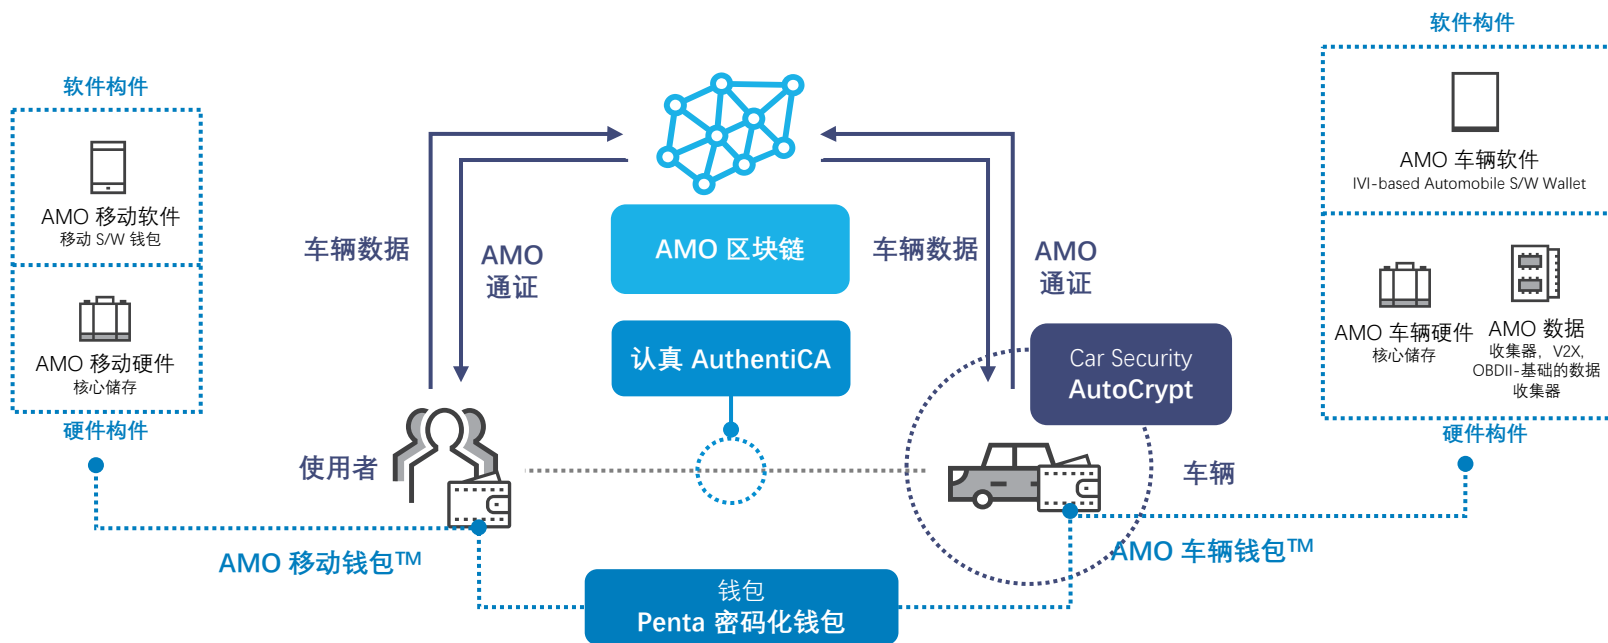 软件构件
AMO 移动软件
移动 S/W 钱包
AMO 移动硬件
核心储存
硬件构件
车辆数据
AMO
通证
AMO 区块链
认真 AuthentiCA
车辆数据
AMO
通证
Car Security
AutoCrypt
使用者
车辆
AMO 移动钱包TM
钱包
Penta 密码化钱包
AMO 车辆钱包TM
软件构件
AMO 车辆软件
IVI-based Automobile S/W Wallet
AMO 车辆硬件
核心储存
AMO 数据
收集器，V2X,
OBDII-基础的数据
收集器
硬件构件